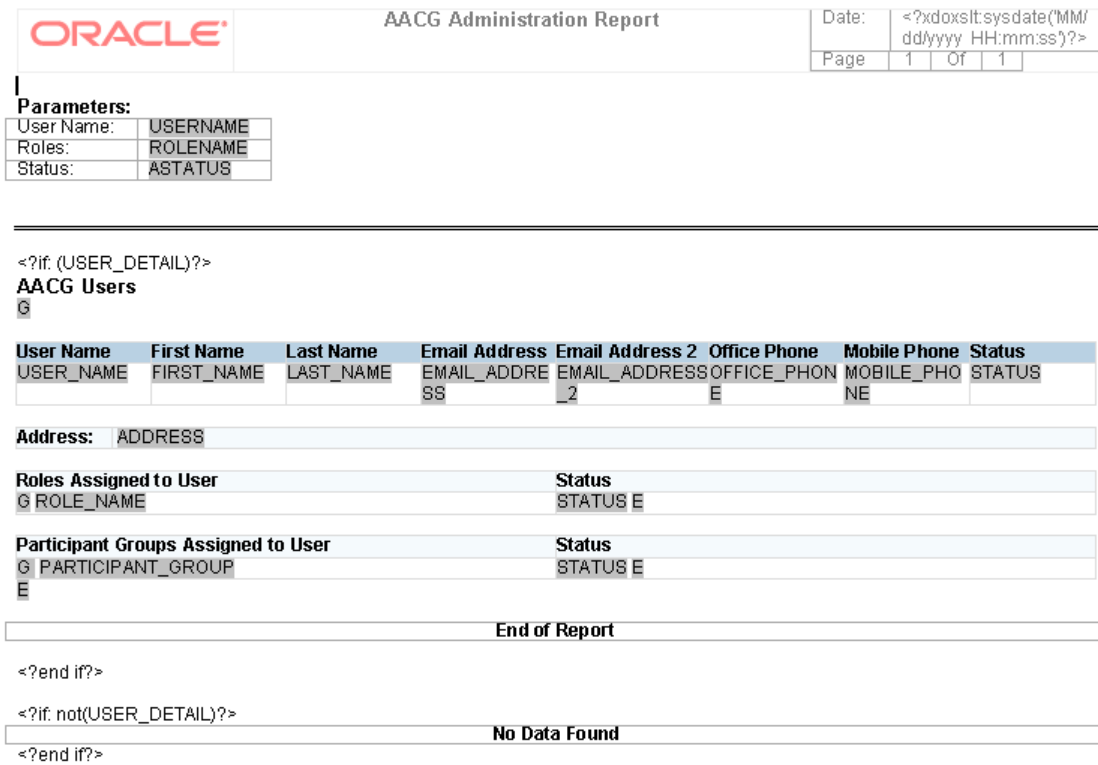 ORACLE
AACG Administration Report
Date: <?xdoxslt:sysdate('MM/
dd/yyyy HH:mm:ss')?>
Page 1 Of 1
Parameters:
User Name: USERNAME
Roles: ROLENAME
Status: ASTATUS
<?if: (USER_DETAIL)?>
AACG Users
G
User Name First Name Last Name Email Address Email Address 2 Office Phone Mobile Phone Status
USER_NAME FIRST_NAME LAST_NAME EMAIL_ADDRE EMAIL_ADDRESS OFFICE_PHON MOBILE_PHO STATUS
SS _2 E NE
Address: ADDRESS
Roles Assigned to User Status
G ROLE_NAME STATUS E
Participant Groups Assigned to User Status
G PARTICIPANT_GROUP STATUS E
E
End of Report
<?end if?>
<?if: not(USER_DETAIL)?>
No Data Found
<?end if?>